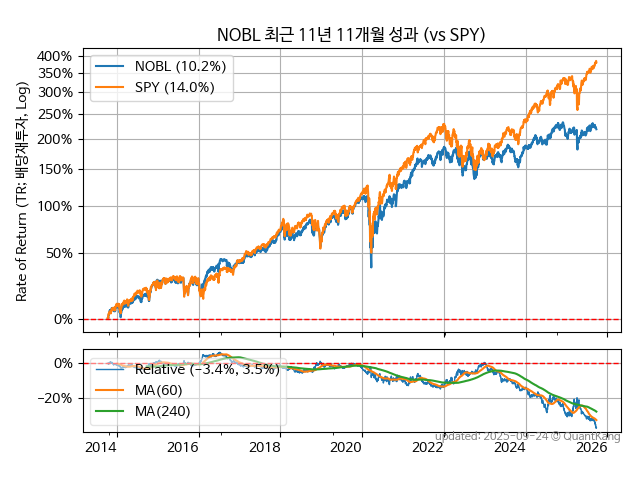 NOBL 최근 11년 11개월 성과 (vs SPY)
Rate of Return (TR: 배당재투자, Log)
400%
350%
300%
250%
200%
150%
100%
50%
0%
NOBL (10.2%)
SPY (14.0%)
0%
−20%
Relative (−3.4%, 3.5%)
MA(60)
MA(240)
2014 2016 2018 2020 2022 2024 2026
updated: 2025-09-24 © QuantKang